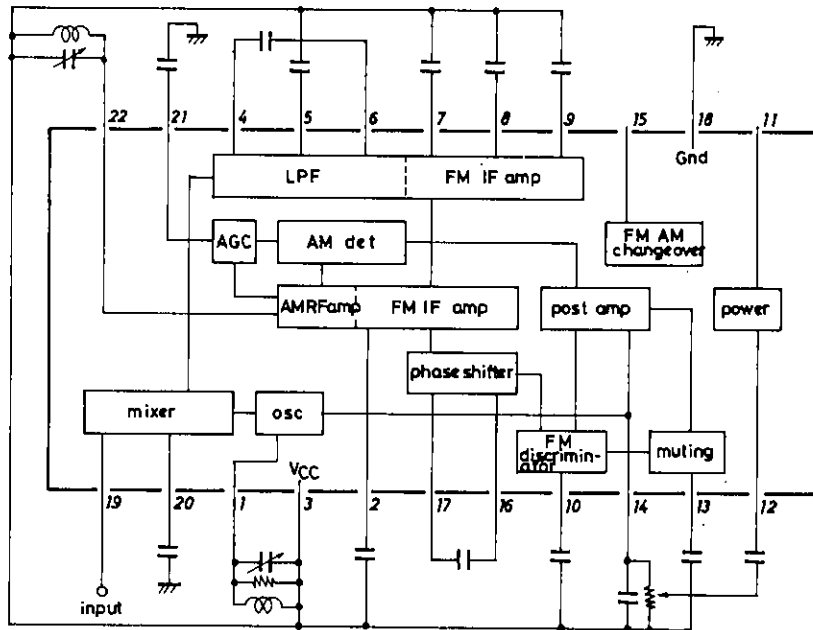 22 21 4 5 6 7 8 9 15 18 11
Gnd
LPF FM IF amp
AGC AM det
FM AM
changeover
AMRFamp FM IF amp post amp power
phase shifter
mixer osc
FM
discrimin-
ator
muting
VCC
19 20 1 3 2 17 16 10 14 13 12
input